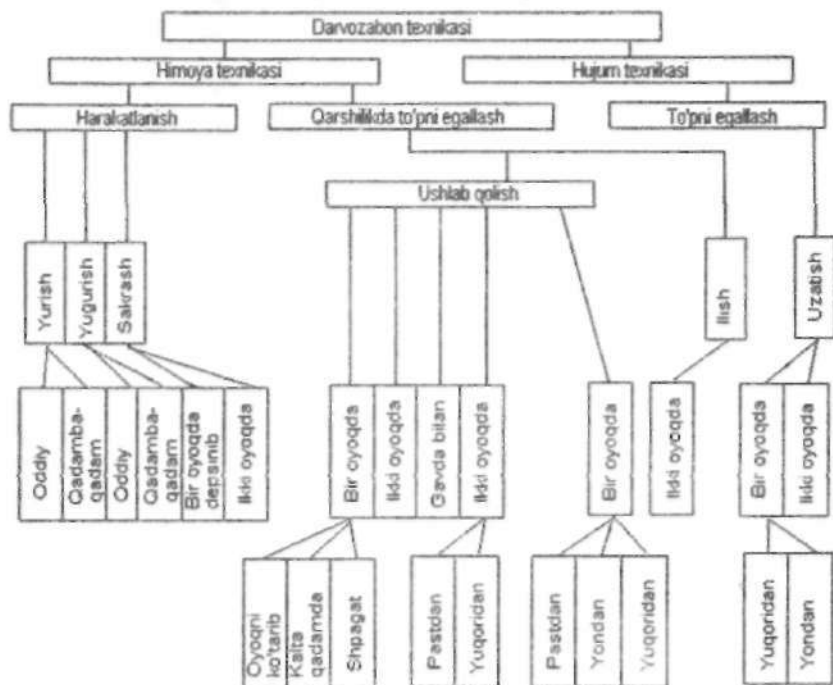 Darvozabon texnikasi
Himoya texnikasi
Hujum texnikasi
Harakatlanish
Qarshilikda to'pni egallash
To'pni egallash
Ushlab qolish
Yurish
Yugurish
Sakrash
Ilish
Uzatish
Oddiy
Qadamba-
qadam
Oddiy
Qadamba-
qadam
Bir oyoqda
depsinib
Ikki oyoqda
Bir oyoqda
Ikki oyoqda
Gavda bilan
Ikki oyoqda
Bir oyoqda
Ikki oyoqda
Bir oyoqda
Ikki oyoqda
Oyoqni
ko'tarib
Kalta
qadamda
Shpagat
Pastdan
Yuqoridan
Pastdan
Yondan
Yuqoridan
Yuqoridan
Yondan